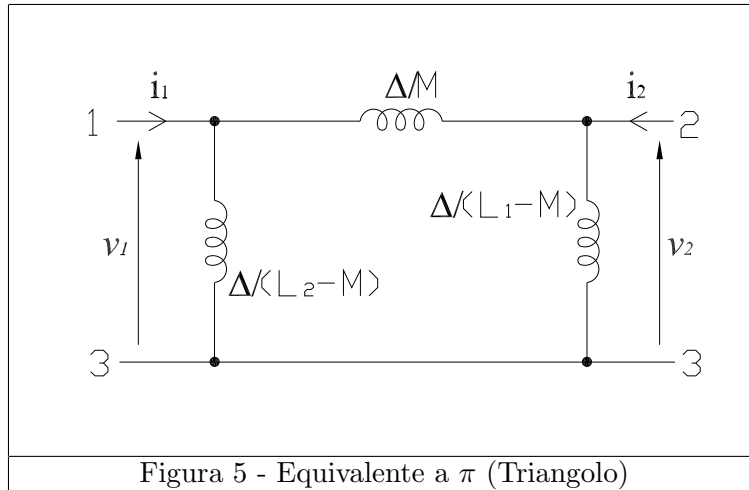 Δ/M
i₁
i₂
1
2
Δ/(L₁-M)
v₁
v₂
Δ/(L₂-M)
3
3
Figura 5 - Equivalente a π (Triangolo)